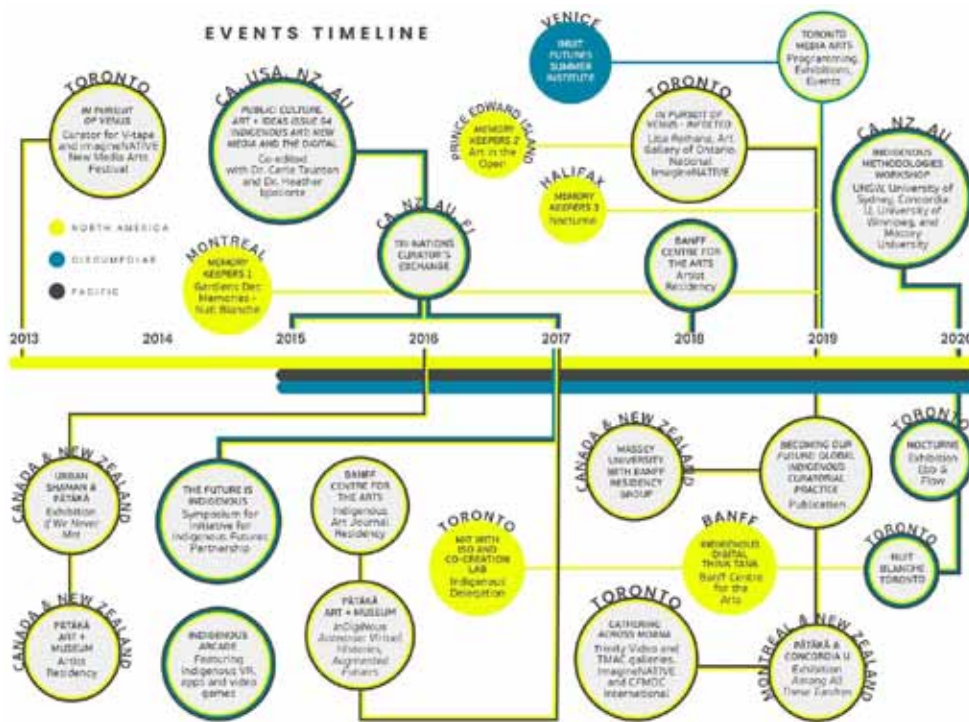 EVENTS TIMELINE
TORONTO
IN PURSUIT
OF VENUS
Curator for V-tape
and imagineNATIVE
New Media Arts
Festival
CA, USA, NZ, AU
PUBLIC: CULTURE
ART + IDEAS ISSUE 54
INDIGENOUS ART: NEW
MEDIA AND THE DIGITAL
Co-edited
with Dr. Carla Taunton
and Dr. Heather
VENICE
INUIT
FUTURES
SUMMER
INSTITUTE
TORONTO
MEDIA ARTS
Programming,
Exhibitions,
Events
PRINCE EDWARD ISLAND
MEMORY
KEEPERS 2
Art in the
Open
TORONTO
IN PURSUIT OF
VENUS - INFECTED
Lisa Reihana, Art
Gallery of Ontario,
National
imagineNATIVE
HALIFAX
MEMORY
KEEPERS 3
Nocturne
CA, NZ, AU
INDIGENOUS
METHODOLOGIES
WORKSHOP
UNSW, University of
Sydney, Concordia
U, University of
Winnipeg, and
Massey
University
NORTH AMERICA
CIRCUMPOLAR
PACIFIC
MONTREAL
MEMORY
KEEPERS 1
Gardiens Des
Memories -
Nuit Blanche
CA, NZ, AU, FI
TRI-NATIONS
CURATOR'S
EXCHANGE
BANFF
CENTRE FOR
THE ARTS
Artist
Residency
2013
2014
2015
2016
2017
2018
2019
2020
CANADA & NEW ZEALAND
URBAN
SHAMAN &
PĀTAKA
Exhibition
If We Never
Met
THE FUTURE IS
INDIGENOUS
Symposium for
Initiative for
Indigenous Futures
Partnership
BANFF
CENTRE FOR
THE ARTS
Indigenous
Art Journal
Residency
TORONTO
MIT WITH
AND
CO-CREATION
LAB
Indigenous
Delegation
CANADA & NEW ZEALAND
MASSEY
UNIVERSITY
WITH BANFF
RESIDENCY
GROUP
BECOMING OUR
FUTURE: GLOBAL
INDIGENOUS
CURATORIAL
PRACTICE
Publication
TORONTO
NOCTURNE
Exhibition
Ebb &
Flow
BANFF
INDIGENOUS
DIGITAL
THINK TANK
Banff Centre
for the
Arts
TORONTO
NUIT
BLANCHE
TORONTO
CANADA & NEW ZEALAND
PĀTAKA
ART +
MUSEUM
Artist
Residency
INDIGENOUS
ARCADE
Featuring
Indigenous VR,
apps and video
games
PĀTAKA
ART + MUSEUM
InDigiNous
Aotearoa: Virtual
Histories,
Augmented
Futures
TORONTO
GATHERING
ACROSS MOANA
Trinity Video and
TMAC galleries,
imagineNATIVE
and CFMDC
International
MONTREAL & NEW ZEALAND
PĀTAKA &
CONCORDIA U
Exhibition
Among All
These Tundras